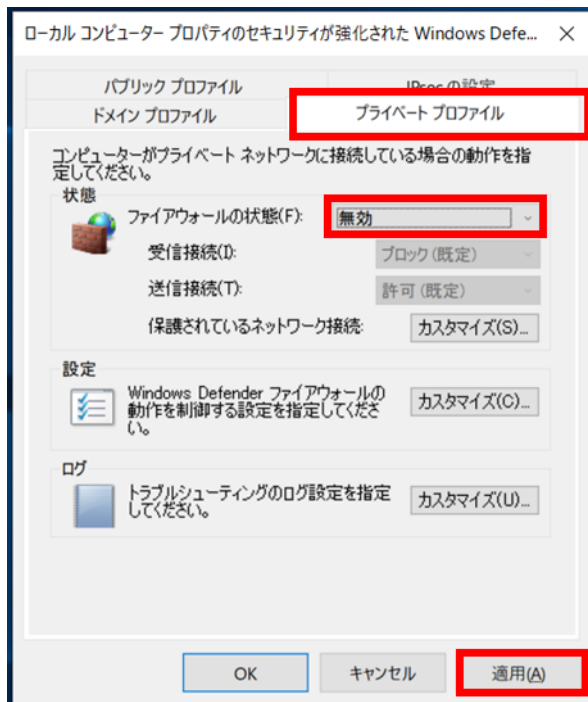 ローカル コンピューター プロパティのセキュリティが強化された Windows Defe...
パブリック プロファイル
IPsec の設定
ドメイン プロファイル
プライベート プロファイル
コンピューターがプライベート ネットワークに接続している場合の動作を指
定してください。
状態
ファイアウォールの状態(F):
無効
受信接続(I):
ブロック (既定)
送信接続(T):
許可 (既定)
保護されているネットワーク接続:
カスタマイズ(S)...
設定
Windows Defender ファイアウォールの
動作を制御する設定を指定してくださ
い。
カスタマイズ(C)...
ログ
トラブルシューティングのログ設定を指定
してください。
カスタマイズ(U)...
OK
キャンセル
適用(A)